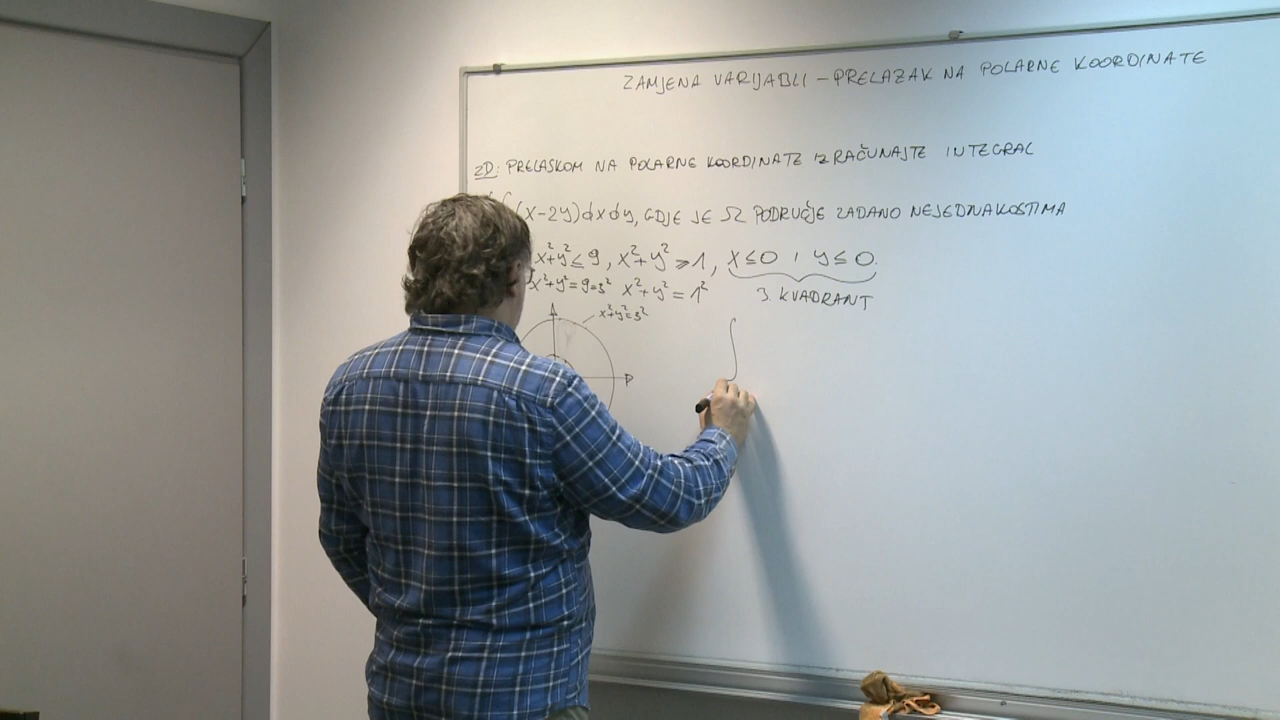 ZAMJENA VARIJABLI – PRELAZAK NA POLARNE KOORDINATE
ZD: PRELASKOM NA POLARNE KOORDINATE IZRAČUNAJTE INTEGRAL
(x-2y)dxdy, GDJE JE Ω PODRUČJE ZADANO NEJEDNAKOSTIMA
x²+y²≤9, x²+y²≥1, x≤0 i y≤0.
x²+y²=9=3² x²+y²=1² 3. KVADRANT
x²+y²=3²
∫